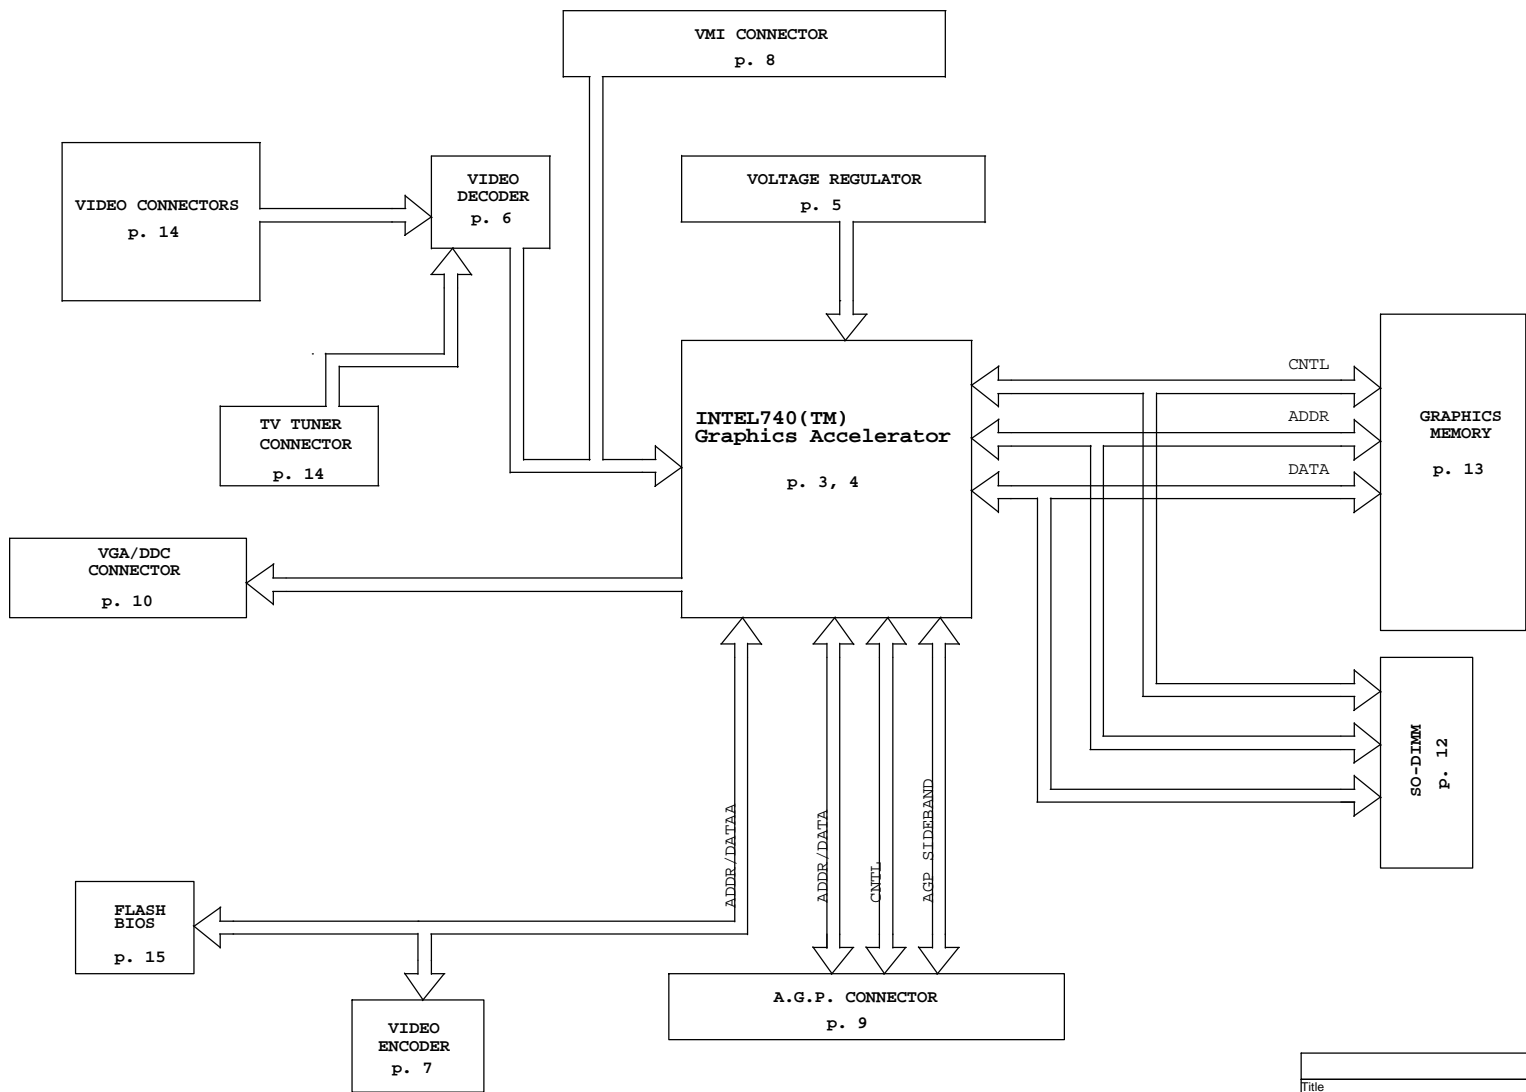 VMI CONNECTOR
p. 8
VIDEO CONNECTORS
p. 14
VIDEO
DECODER
p. 6
VOLTAGE REGULATOR
p. 5
TV TUNER
CONNECTOR
p. 14
INTEL740(TM)
Graphics Accelerator
p. 3, 4
CNTL
ADDR
DATA
GRAPHICS
MEMORY
p. 13
VGA/DDC
CONNECTOR
p. 10
SO-DIMM
p. 12
ADDR/DATAA
ADDR/DATA
CNTL
AGP SIDEBAND
FLASH
BIOS
p. 15
VIDEO
ENCODER
p. 7
A.G.P. CONNECTOR
p. 9
Title